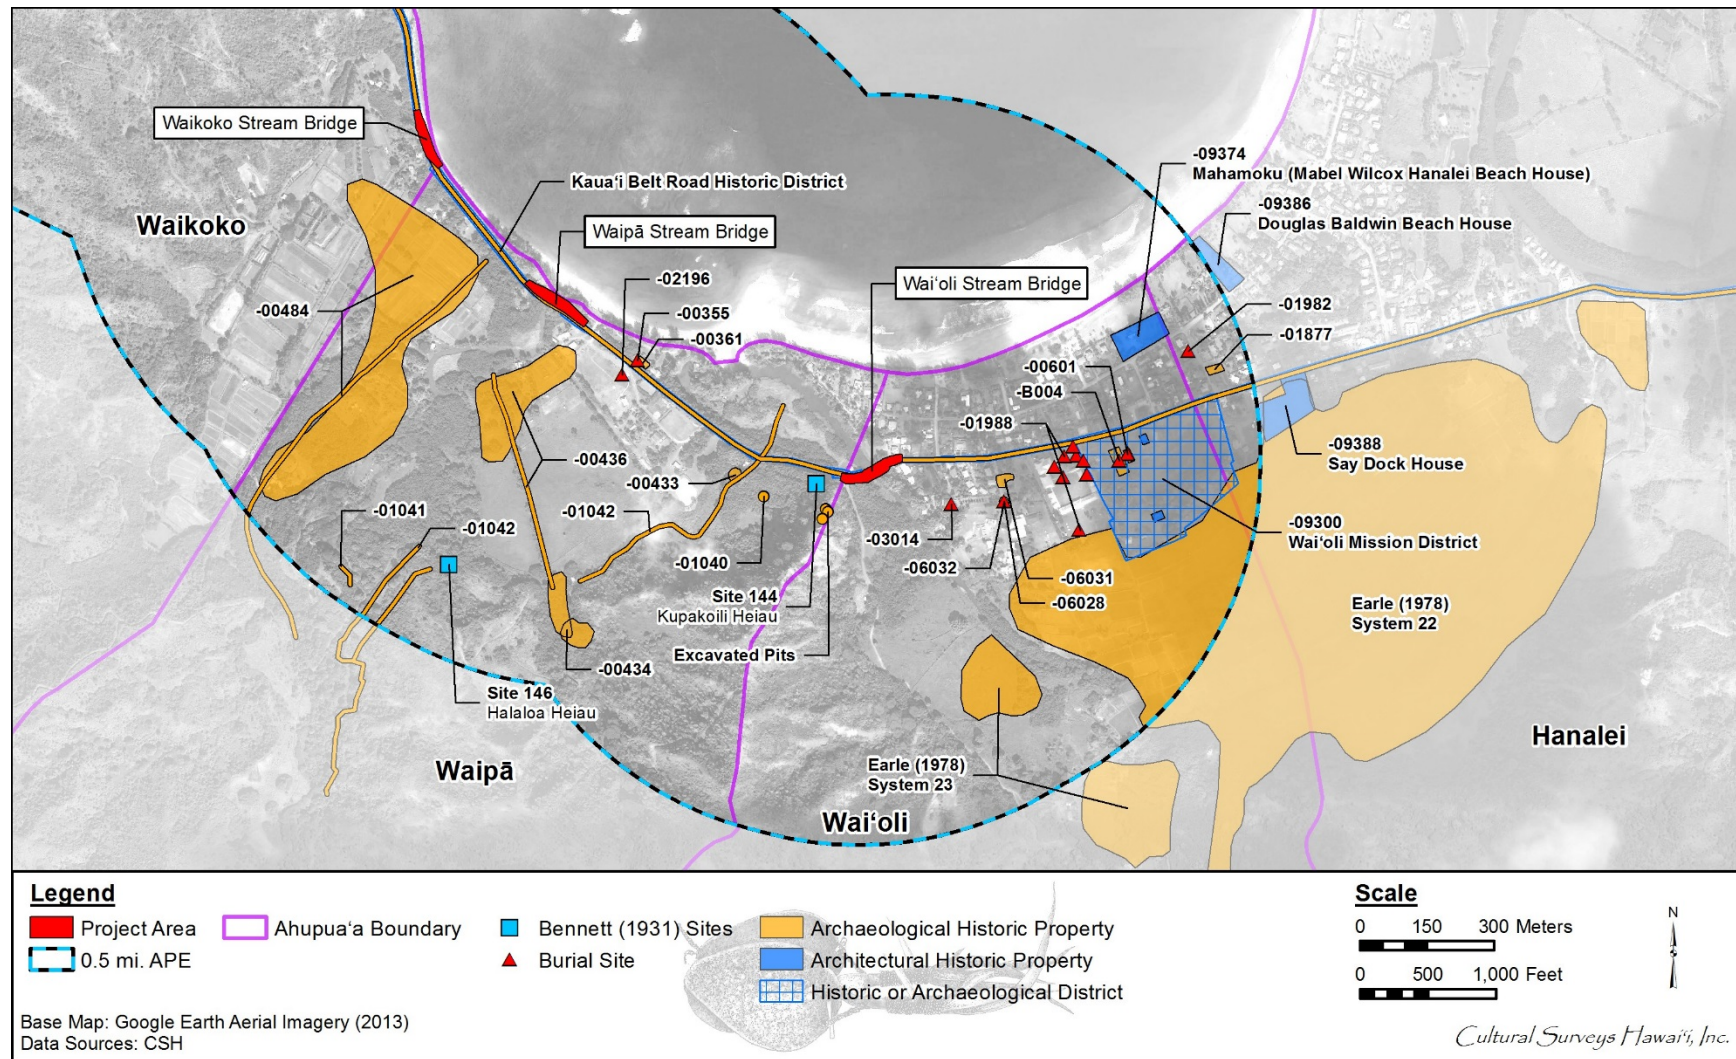 Waikoko Stream Bridge
Kaua‘i Belt Road Historic District
-09374
Mahamoku (Mabel Wilcox Hanalei Beach House)
-09386
Douglas Baldwin Beach House
Waikoko
Waipā Stream Bridge
-02196
-00355
-00361
Wai‘oli Stream Bridge
-00484
-01982
-01877
-00601
-B004
-01988
-00436
-00433
-01042
-01041
-01042
-01040
-03014
-06032
-06031
-06028
-09388
Say Dock House
-09300
Wai‘oli Mission District
Site 144
Kupakoili Heiau
Excavated Pits
-00434
Site 146
Halaloa Heiau
Earle (1978)
System 22
Earle (1978)
System 23
Waipā
Wai‘oli
Hanalei
Legend
Project Area
0.5 mi. APE
Ahupua‘a Boundary
Bennett (1931) Sites
Burial Site
Archaeological Historic Property
Architectural Historic Property
Historic or Archaeological District
Scale
0 150 300 Meters
0 500 1,000 Feet
N
Base Map: Google Earth Aerial Imagery (2013)
Data Sources: CSH
Cultural Surveys Hawai‘i, Inc.